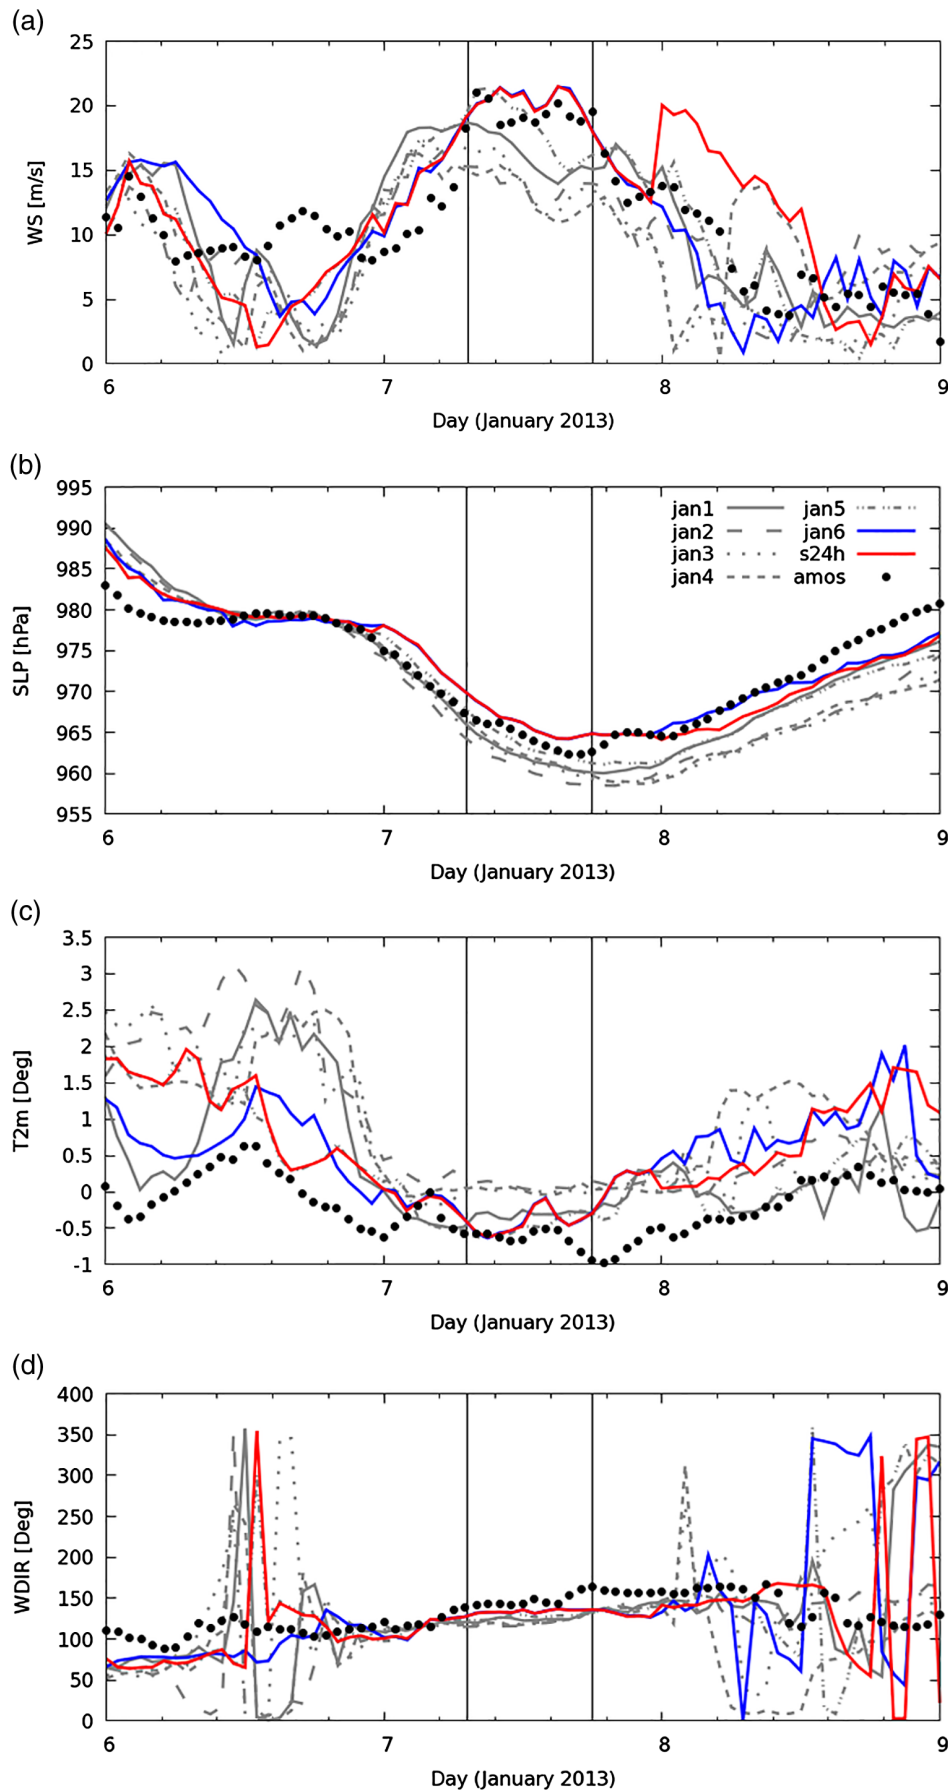 (a)
25
20
15
10
5
0
WS [m/s]
6 7 8 9
Day (January 2013)
(b)
995
990
985
980
975
970
965
960
955
SLP [hPa]
jan1 jan5
jan2 jan6
jan3 s24h
jan4 amos
6 7 8 9
Day (January 2013)
(c)
3.5
3
2.5
2
1.5
1
0.5
0
-0.5
-1
T2m [Deg]
6 7 8 9
Day (January 2013)
(d)
400
350
300
250
200
150
100
50
0
WDIR [Deg]
6 7 8 9
Day (January 2013)